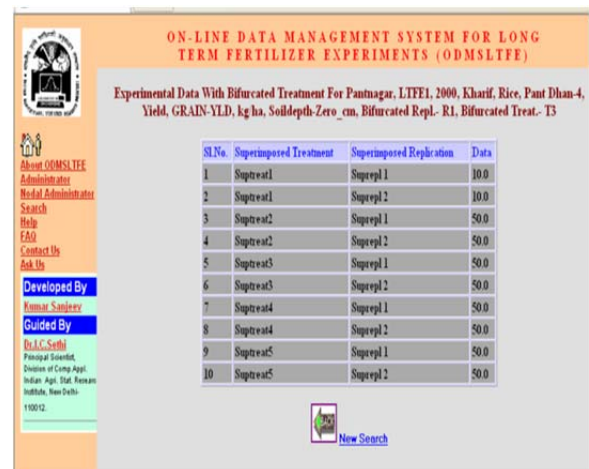 ON-LINE DATA MANAGEMENT SYSTEM FOR LONG
TERM FERTILIZER EXPERIMENTS (ODMSLTFE)
Experimental Data With Bifurcated Treatment For Pantnagar, LTFE1, 2000, Kharif, Rice, Pant Dhan-4,
Yield, GRAIN-YLD, kg/ha, Soildepth-Zero_cm, Bifurcated Repl.- R1, Bifurcated Treat.- T3
About ODMSLTFE
Administrator
Nodal Administrator
Search
Help
FAQ
Contact Us
Ask Us
Developed By
Kumar Sanjeev
Guided By
Dr.I.C.Sethi
Principal Scientist,
Division of Comp.Appl.
Indian Agri. Stat. Researc
Institute, New Delhi-
110012.
Sl.No. Superimposed Treatment Superimposed Replication Data
1 Suptreat1 Suprepl 1 10.0
2 Suptreat1 Suprepl 2 10.0
3 Suptreat2 Suprepl 1 50.0
4 Suptreat2 Suprepl 2 50.0
5 Suptreat3 Suprepl 1 50.0
6 Suptreat3 Suprepl 2 50.0
7 Suptreat4 Suprepl 1 50.0
8 Suptreat4 Suprepl 2 50.0
9 Suptreat5 Suprepl 1 50.0
10 Suptreat5 Suprepl 2 50.0
New Search